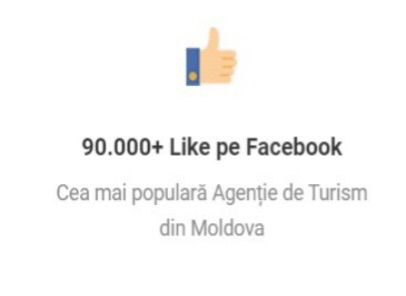 90.000+ Like pe Facebook
Cea mai populară Agenție de Turism
din Moldova